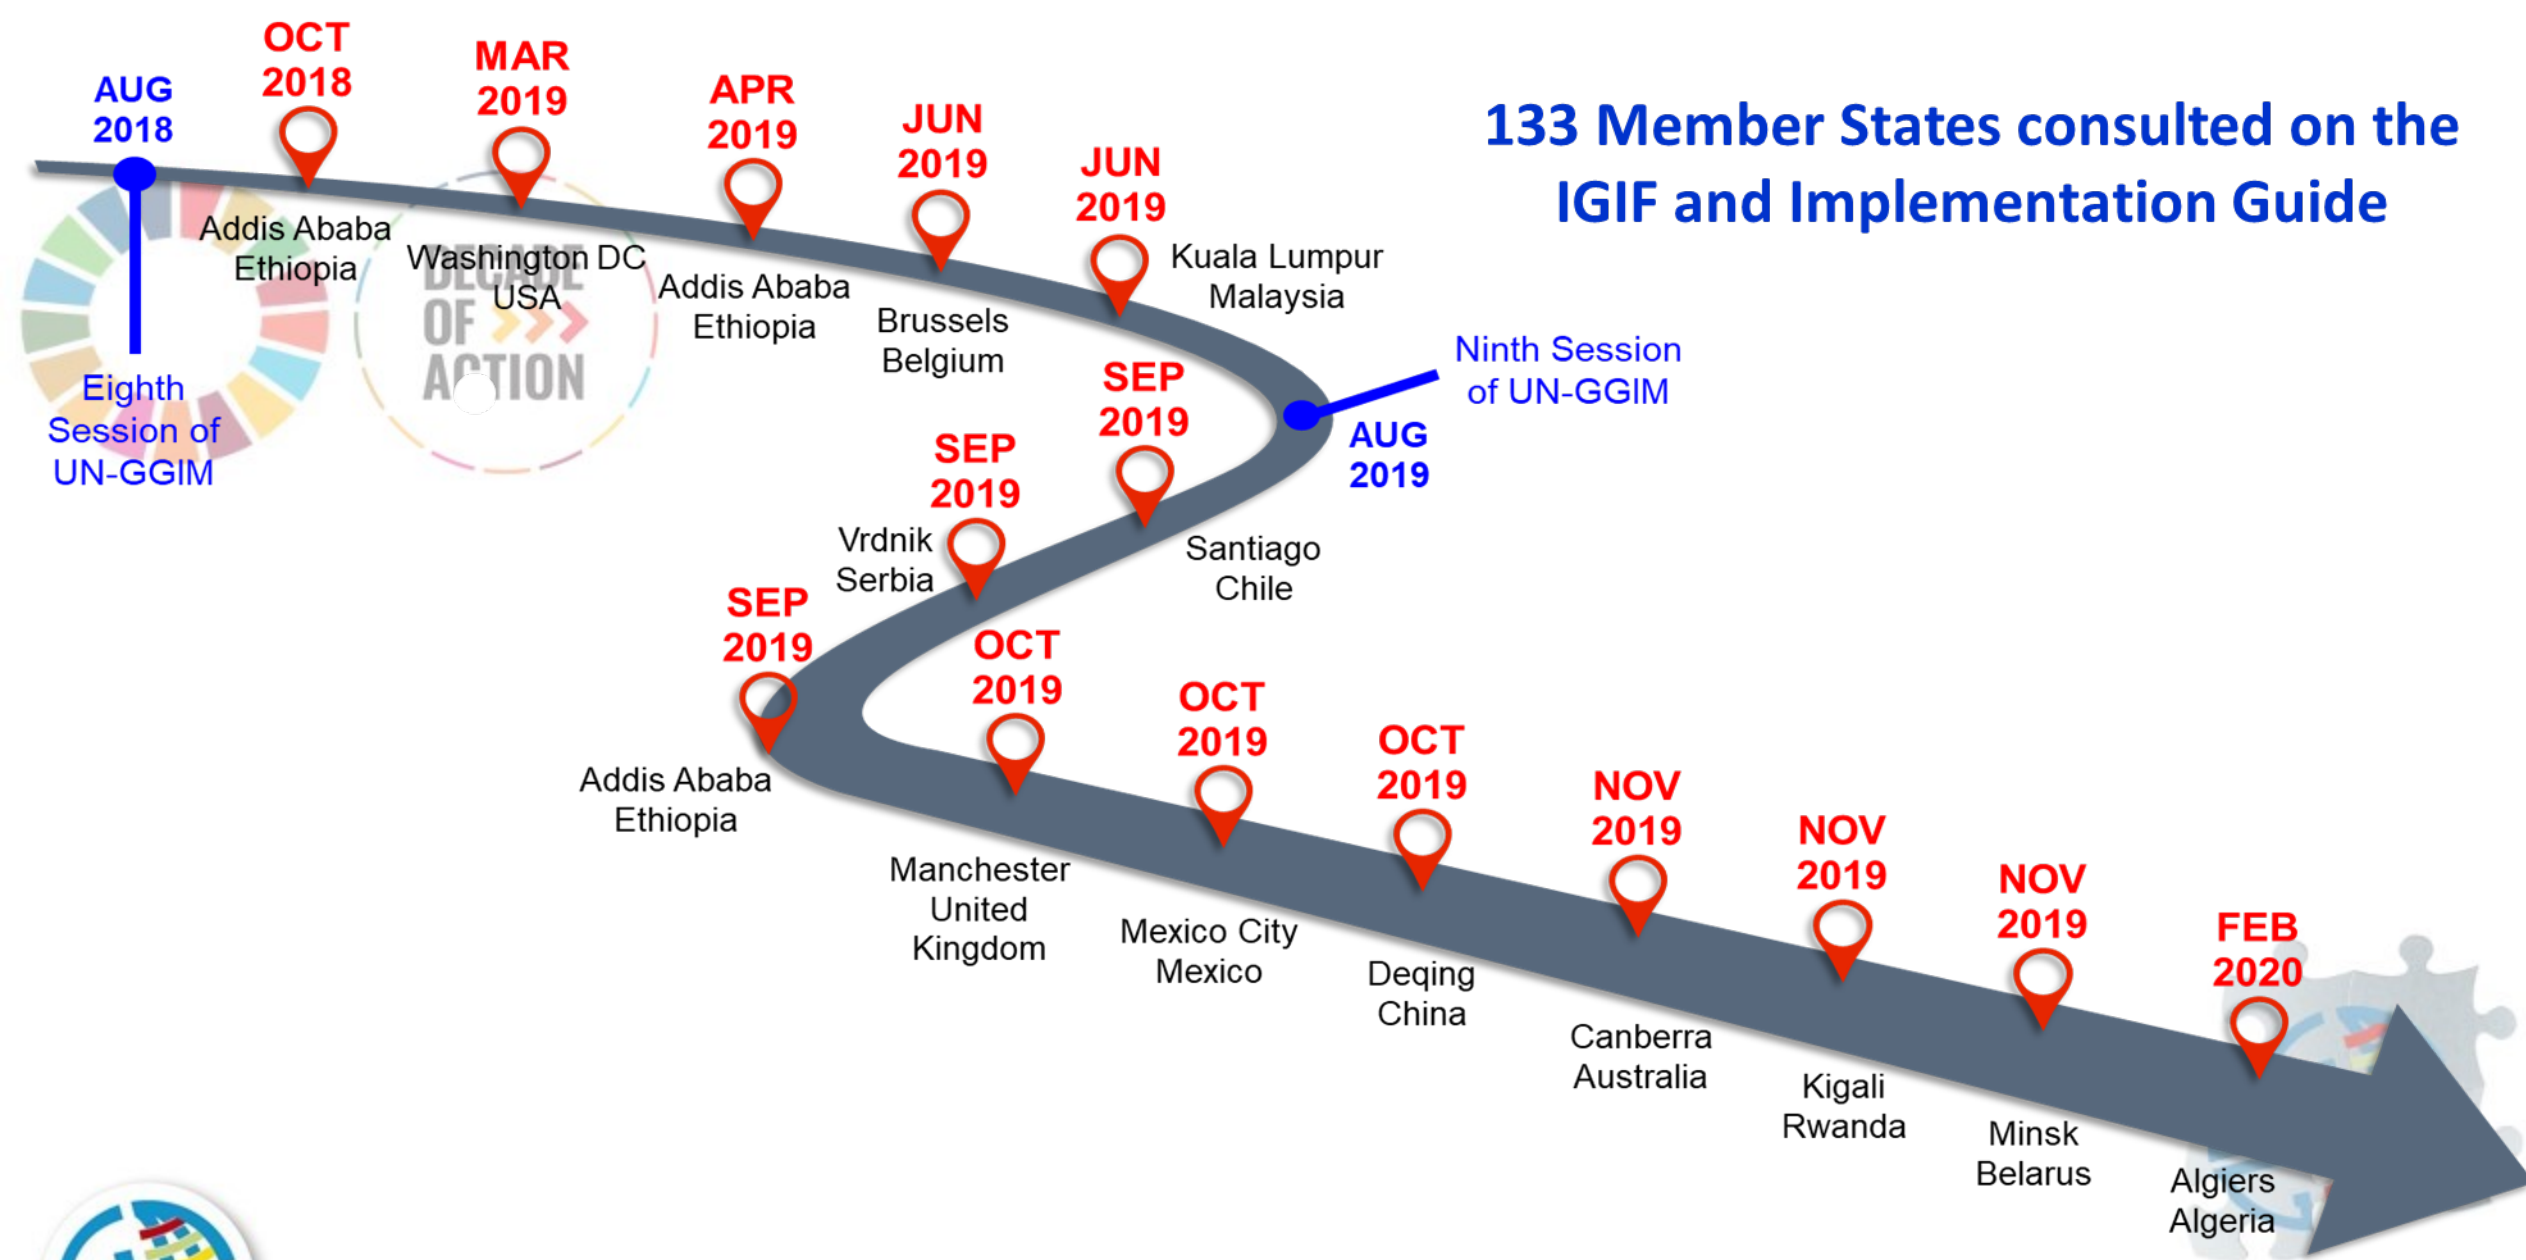 133 Member States consulted on the
IGIF and Implementation Guide
AUG
2018
Eighth
Session of
UN-GGIM
OCT
2018
Addis Ababa
Ethiopia
MAR
2019
Washington DC
USA
DECADE
OF
ACTION
APR
2019
Addis Ababa
Ethiopia
JUN
2019
Brussels
Belgium
JUN
2019
Kuala Lumpur
Malaysia
Ninth Session
of UN-GGIM
AUG
2019
SEP
2019
Santiago
Chile
SEP
2019
Vrdnik
Serbia
SEP
2019
Addis Ababa
Ethiopia
OCT
2019
Manchester
United
Kingdom
OCT
2019
Mexico City
Mexico
OCT
2019
Deqing
China
NOV
2019
Canberra
Australia
NOV
2019
Kigali
Rwanda
NOV
2019
Minsk
Belarus
FEB
2020
Algiers
Algeria